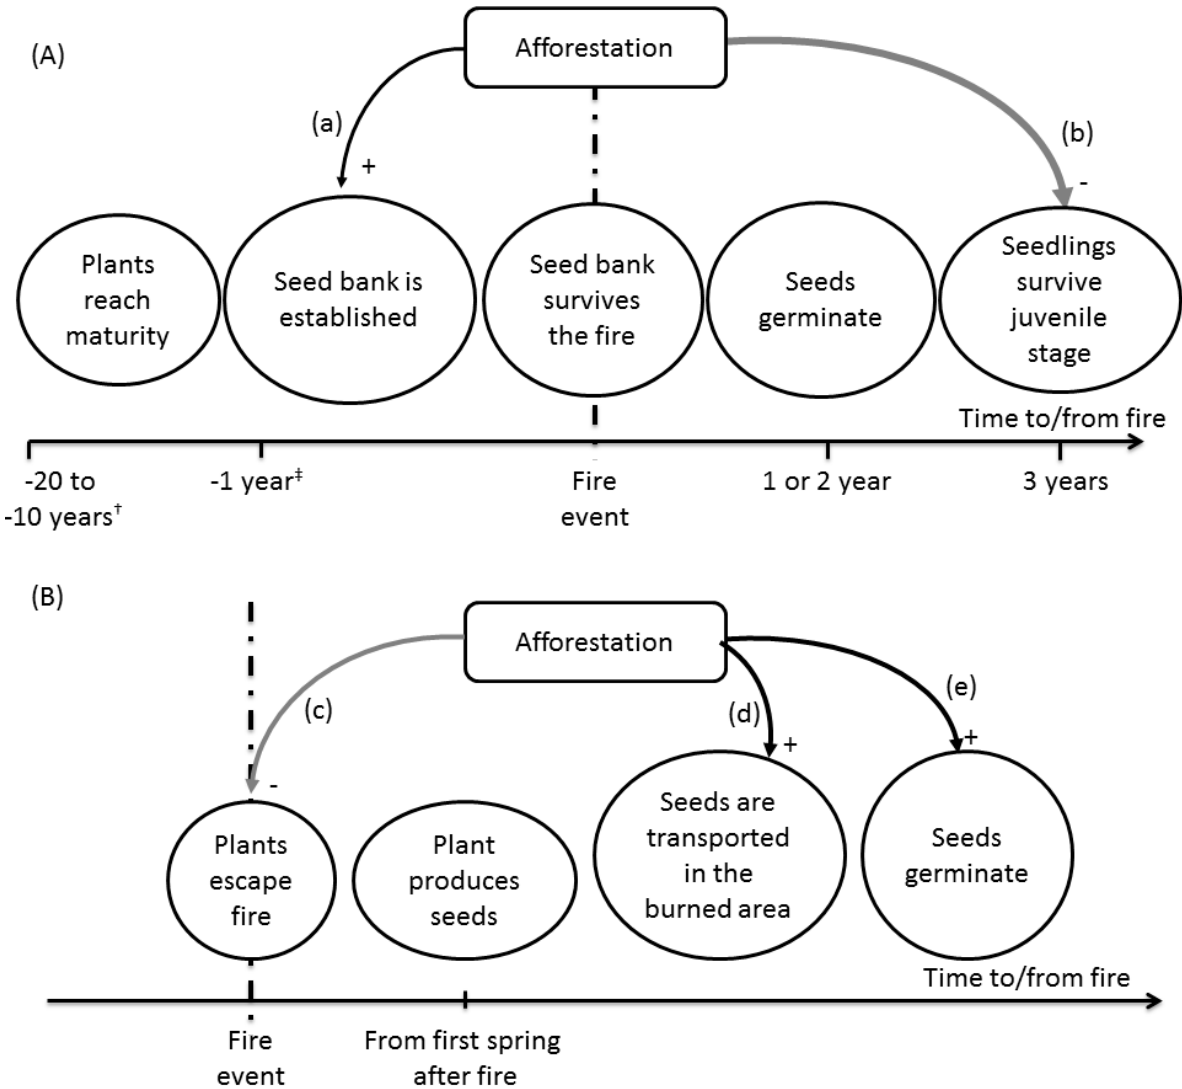 (A)
Afforestation
(a)
+
(b)
-
Plants
reach
maturity
Seed bank is
established
Seed bank
survives
the fire
Seeds
germinate
Seedlings
survive
juvenile
stage
Time to/from fire
-20 to
-10 years†
-1 year‡
Fire
event
1 or 2 year
3 years
(B)
Afforestation
(c)
-
(d)
+
(e)
+
Plants
escape
fire
Plant
produces
seeds
Seeds are
transported
in the
burned area
Seeds
germinate
Time to/from fire
Fire
event
From first spring
after fire